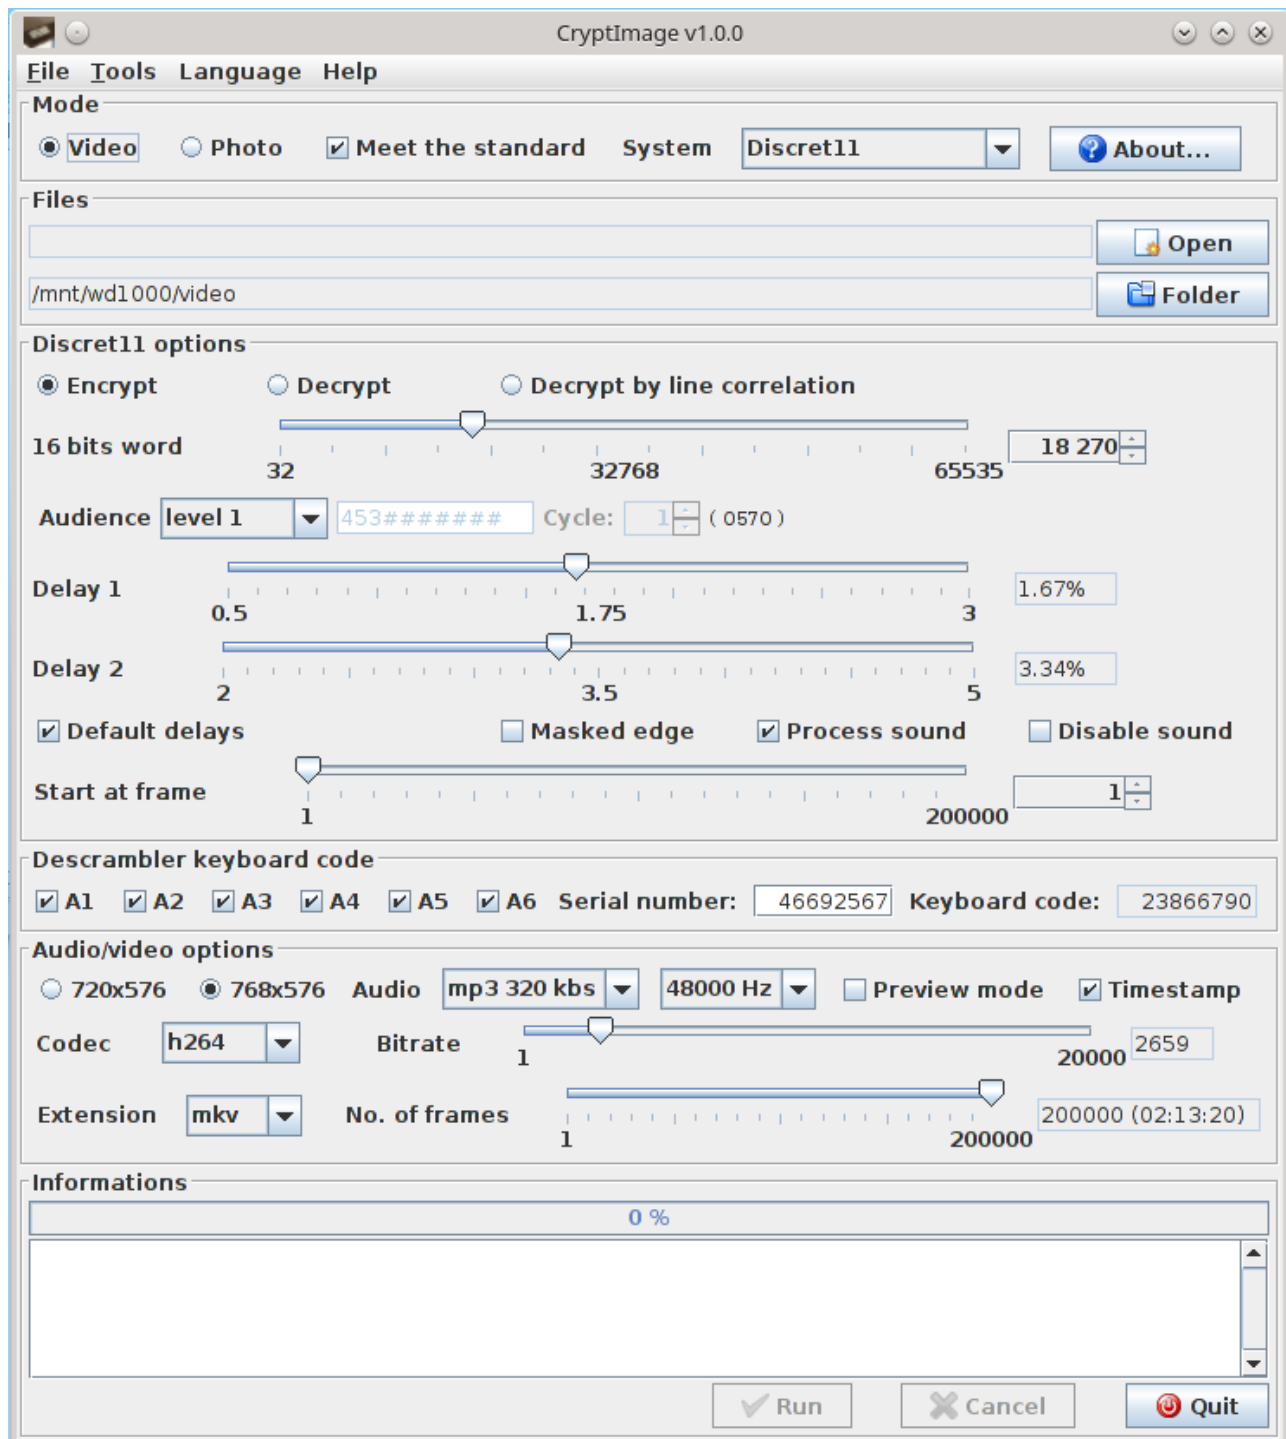 CryptImage v1.0.0
File Tools Language Help
Mode
Video Photo Meet the standard System Discret11 About...
Files
Open
/mnt/wd1000/video Folder
Discret11 options
Encrypt Decrypt Decrypt by line correlation
16 bits word 18 270
32 32768 65535
Audience level 1 453####### Cycle: 1 ( 0570 )
Delay 1 1.67%
0.5 1.75 3
Delay 2 3.34%
2 3.5 5
Default delays Masked edge Process sound Disable sound
Start at frame 1
1 200000
Descrambler keyboard code
A1 A2 A3 A4 A5 A6 Serial number: 46692567 Keyboard code: 23866790
Audio/video options
720x576 768x576 Audio mp3 320 kbs 48000 Hz Preview mode Timestamp
Codec h264 Bitrate 1 20000 2659
Extension mkv No. of frames 200000 (02:13:20)
1 200000
Informations
0 %
Run Cancel Quit